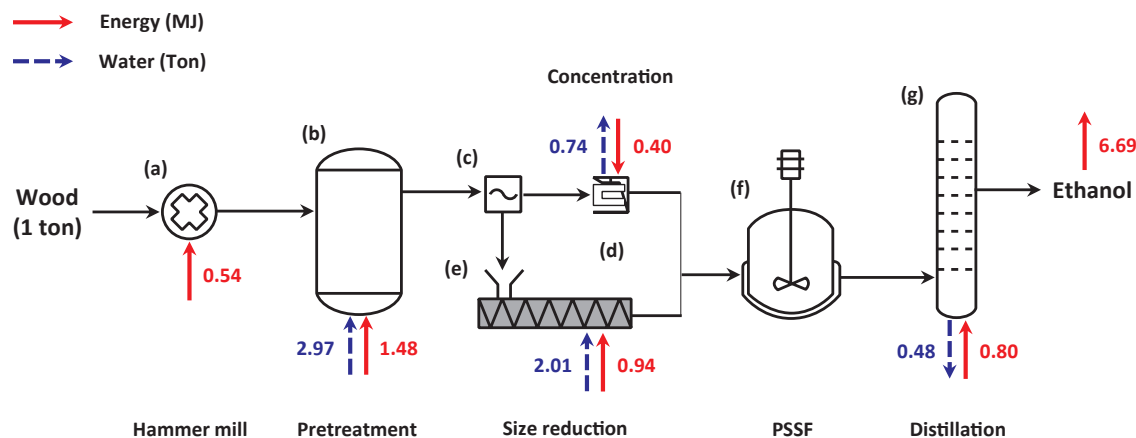 Energy (MJ)
Water (Ton)
Concentration
(g)
(b)
(a)
(c)
0.74
0.40
6.69
Wood
(1 ton)
(f)
Ethanol
(d)
(e)
0.54
2.97
1.48
2.01
0.94
0.48
0.80
Hammer mill
Pretreatment
Size reduction
PSSF
Distillation